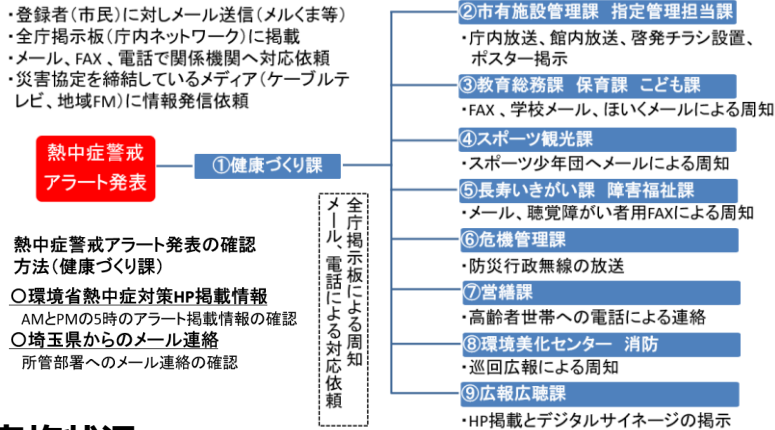 ・登録者（市民）に対しメール送信（メルくま等）
・全庁掲示板（庁内ネットワーク）に掲載
・メール、FAX、電話で関係機関へ対応依頼
・災害協定を締結しているメディア（ケーブルテ
レビ、地域FM）に情報発信依頼
熱中症警戒
アラート発表
①健康づくり課
全庁掲示板による周知
メール、電話による対応依頼
熱中症警戒アラート発表の確認
方法（健康づくり課）
〇環境省熱中症対策HP掲載情報
AMとPMの5時のアラート掲載情報の確認
〇埼玉県からのメール連絡
所管部署へのメール連絡の確認
②市有施設管理課　指定管理担当課
・庁内放送、館内放送、啓発チラシ設置、
ポスター掲示
③教育総務課　保育課　こども課
・FAX、学校メール、ほいくメールによる周知
④スポーツ観光課
・スポーツ少年団へメールによる周知
⑤長寿いきがい課　障害福祉課
・メール、聴覚障がい者用FAXによる周知
⑥危機管理課
・防災行政無線の放送
⑦営繕課
・高齢者世帯への電話による連絡
⑧環境美化センター　消防
・巡回広報による周知
⑨広報広聴課
・HP掲載とデジタルサイネージの掲示